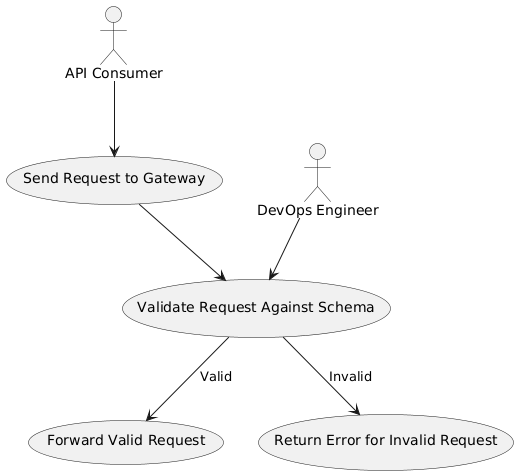 API Consumer
Send Request to Gateway
DevOps Engineer
Validate Request Against Schema
Valid
Invalid
Forward Valid Request
Return Error for Invalid Request